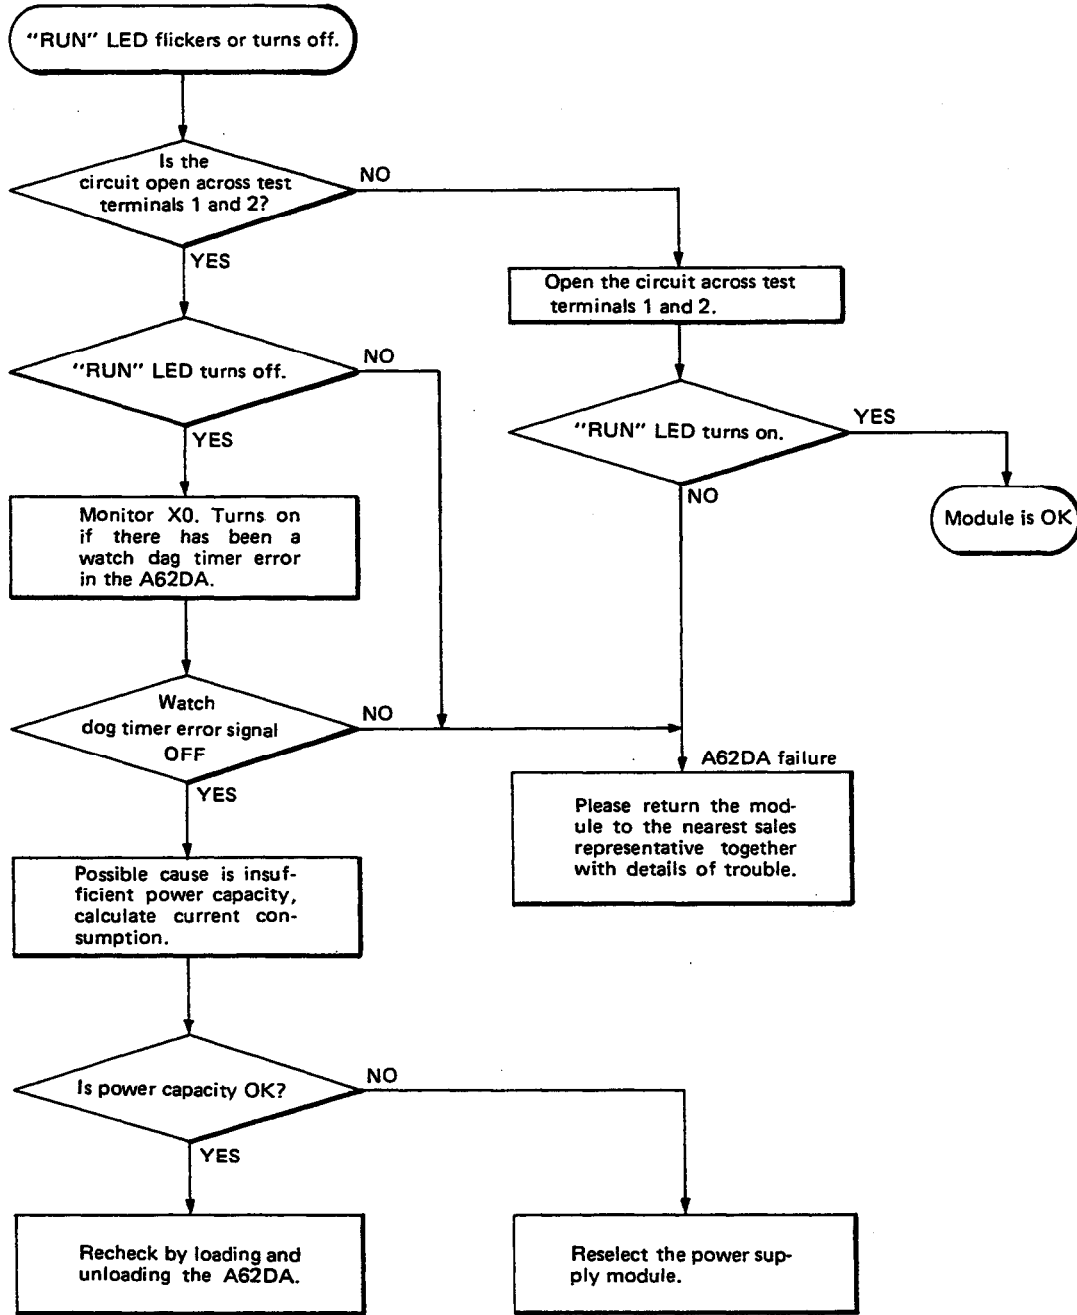 "RUN" LED flickers or turns off.
Is the
circuit open across test
terminals 1 and 2?
NO
YES
Open the circuit across test
terminals 1 and 2.
"RUN" LED turns off.
NO
YES
"RUN" LED turns on.
YES
NO
Module is OK
Monitor X0. Turns on
if there has been a
watch dag timer error
in the A62DA.
Watch
dog timer error signal
OFF
NO
YES
A62DA failure
Please return the mod-
ule to the nearest sales
representative together
with details of trouble.
Possible cause is insuf-
ficient power capacity,
calculate current con-
sumption.
Is power capacity OK?
NO
YES
Recheck by loading and
unloading the A62DA.
Reselect the power sup-
ply module.